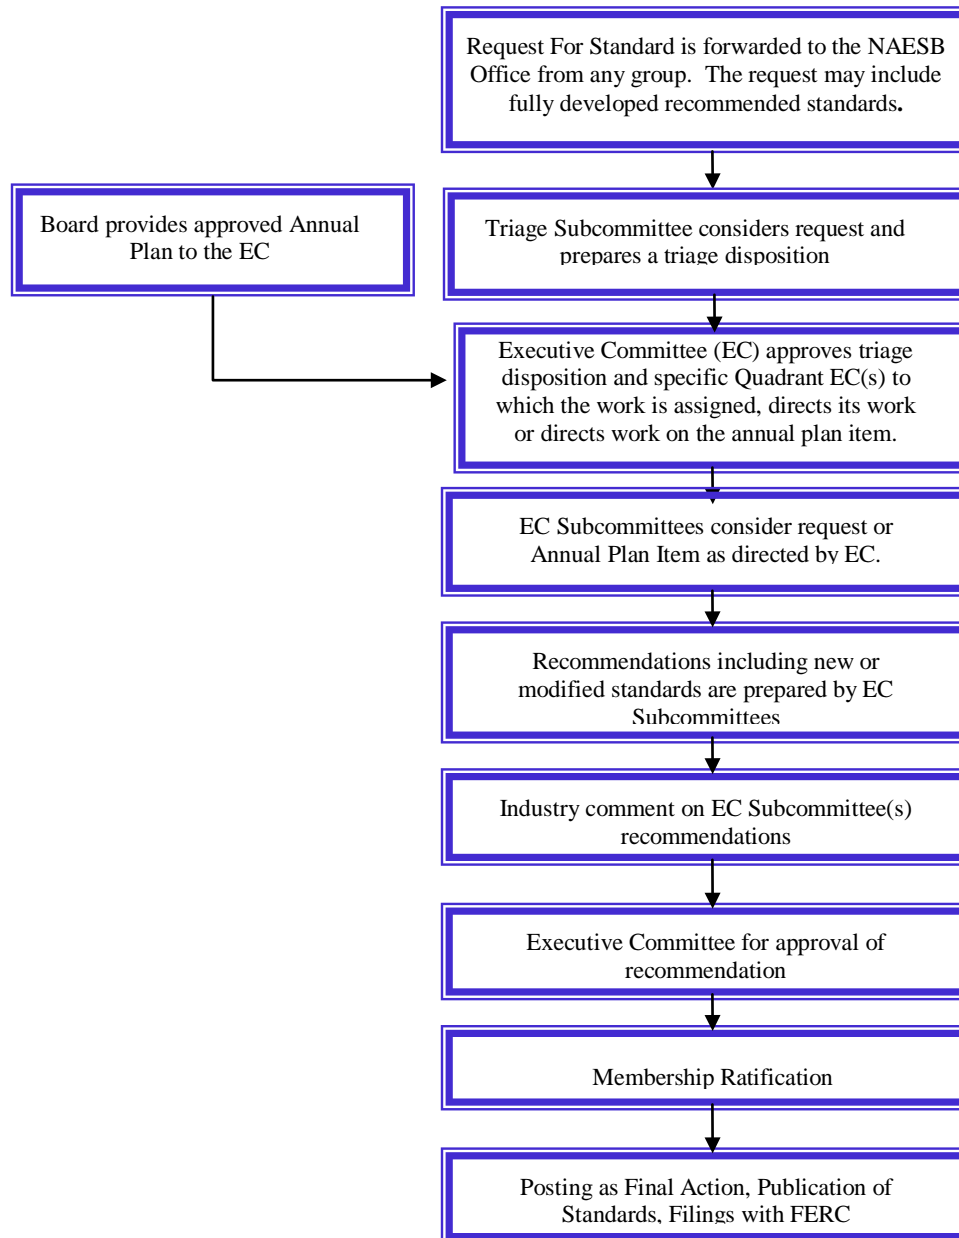 Request For Standard is forwarded to the NAESB
Office from any group.  The request may include
fully developed recommended standards.
Board provides approved Annual
Plan to the EC
Triage Subcommittee considers request and
prepares a triage disposition
Executive Committee (EC) approves triage
disposition and specific Quadrant EC(s) to
which the work is assigned, directs its work
or directs work on the annual plan item.
EC Subcommittees consider request or
Annual Plan Item as directed by EC.
Recommendations including new or
modified standards are prepared by EC
Subcommittees
Industry comment on EC Subcommittee(s)
recommendations
Executive Committee for approval of
recommendation
Membership Ratification
Posting as Final Action, Publication of
Standards, Filings with FERC